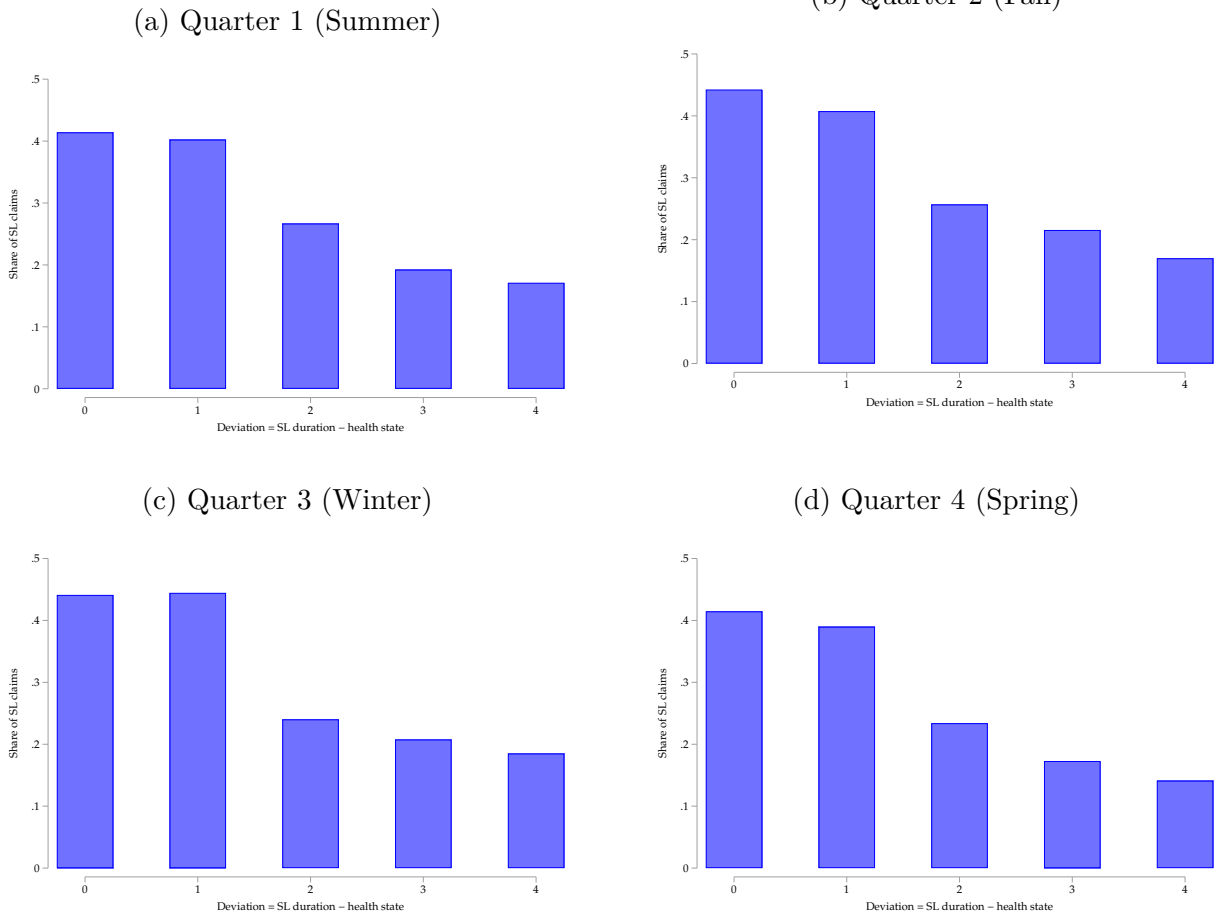 (a) Quarter 1 (Summer)
.5
.4
.3
.2
.1
0
Share of SL claims
0 1 2 3 4
Deviation = SL duration − health state
(b) Quarter 2 (Fall)
.5
.4
.3
.2
.1
0
Share of SL claims
0 1 2 3 4
Deviation = SL duration − health state
(c) Quarter 3 (Winter)
.5
.4
.3
.2
.1
0
Share of SL claims
0 1 2 3 4
Deviation = SL duration − health state
(d) Quarter 4 (Spring)
.5
.4
.3
.2
.1
0
Share of SL claims
0 1 2 3 4
Deviation = SL duration − health state